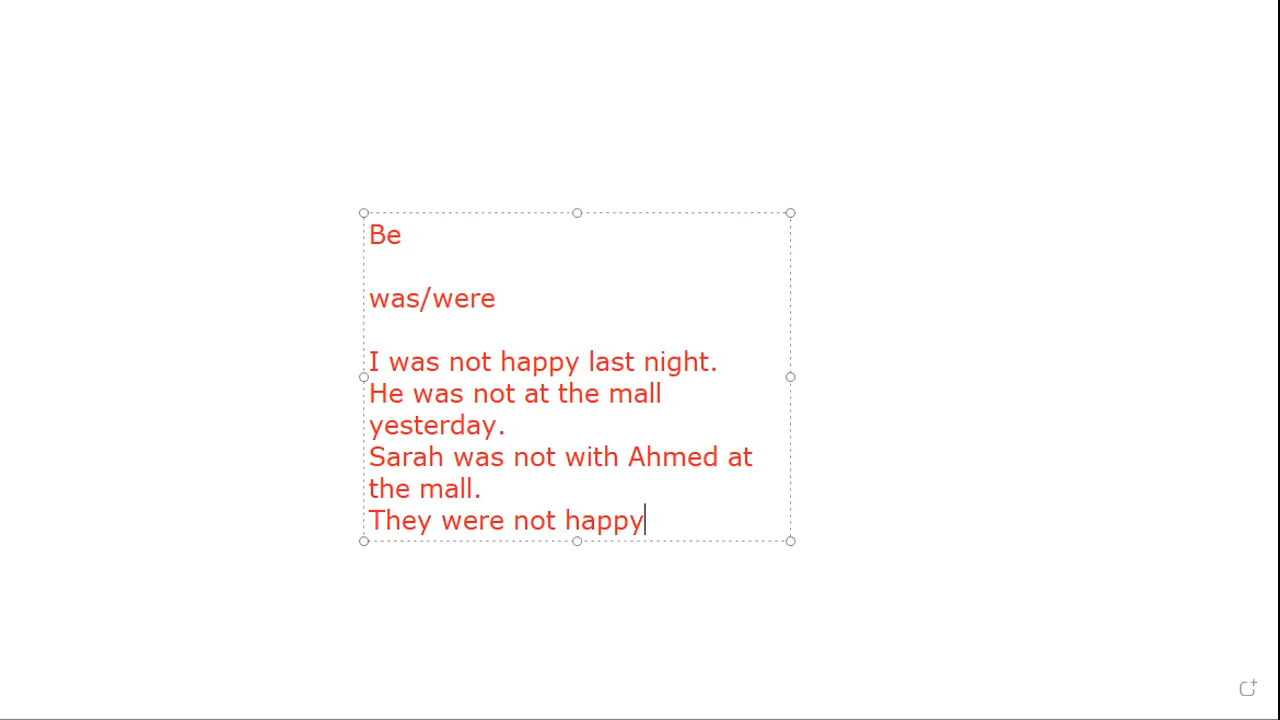 Be
was/were
I was not happy last night.
He was not at the mall
yesterday.
Sarah was not with Ahmed at
the mall.
They were not happy